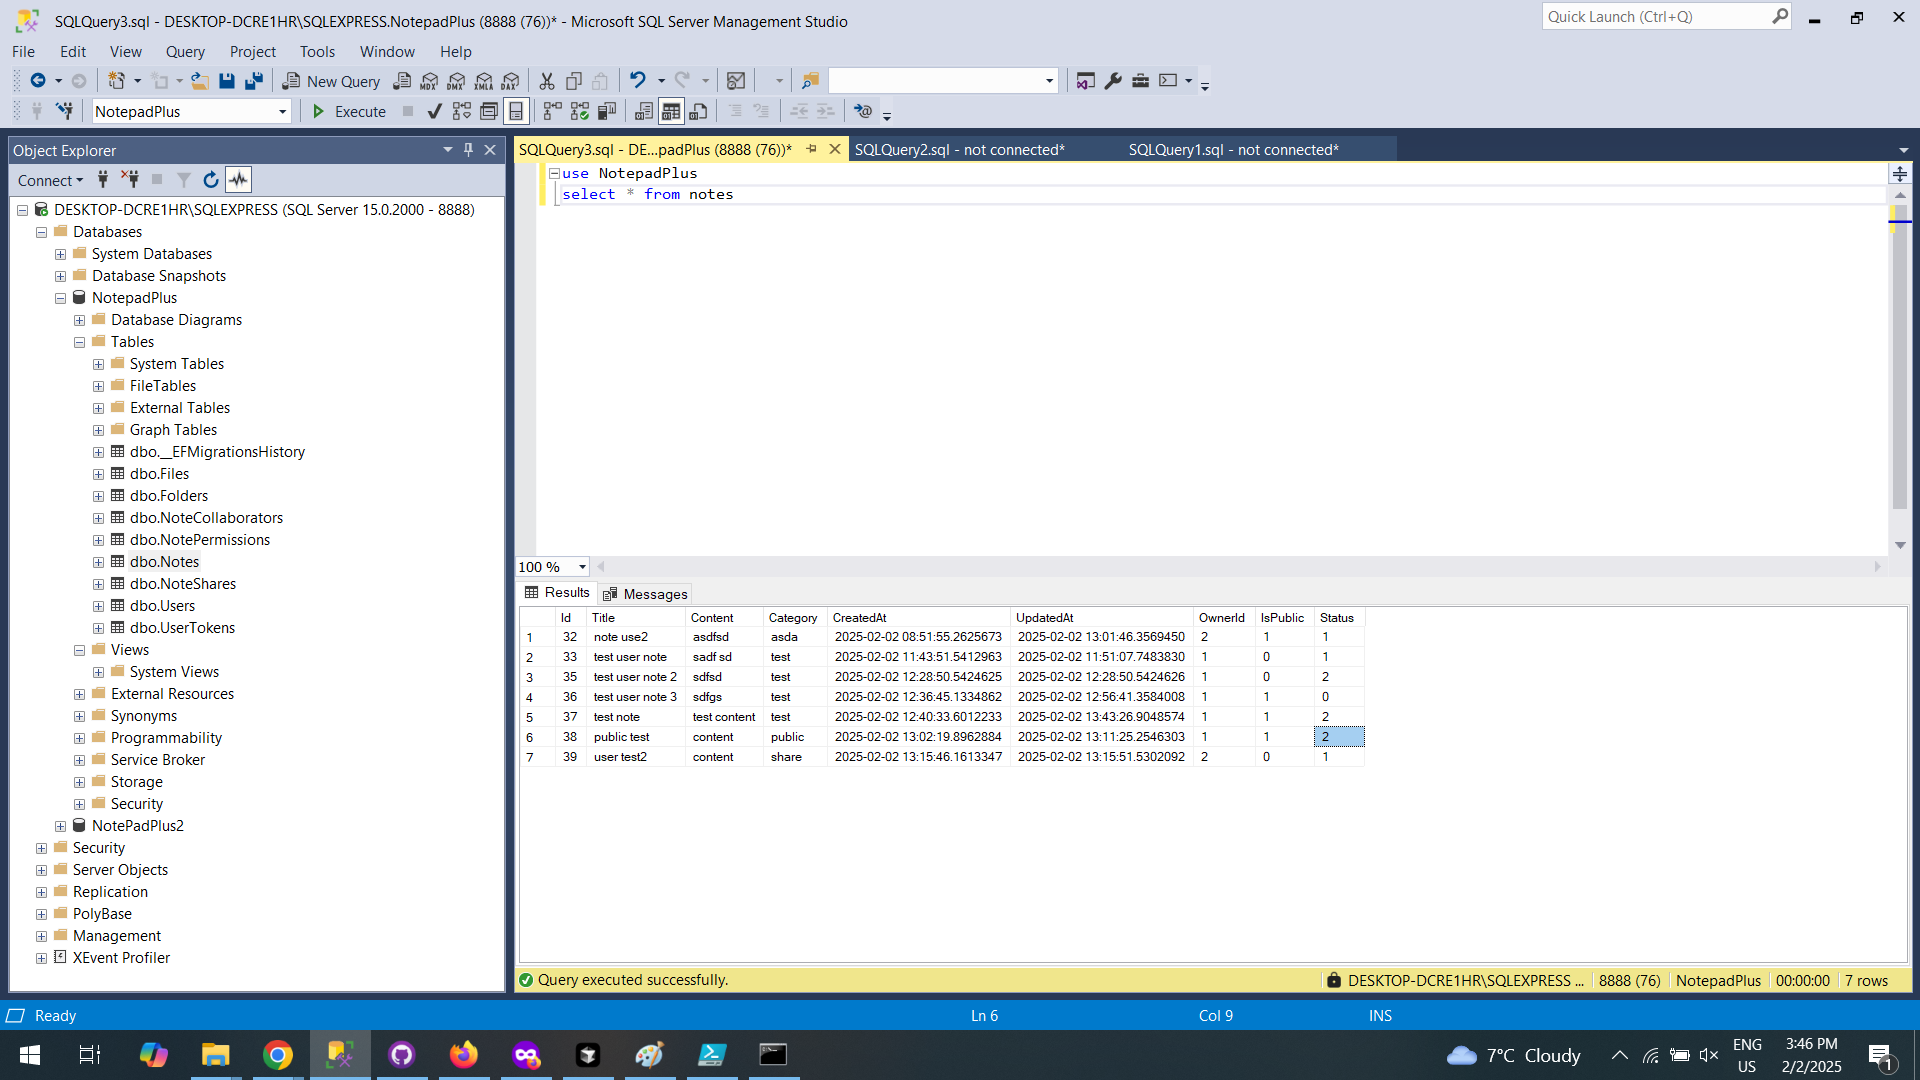 SQLQuery3.sql - DESKTOP-DCRE1HR\SQLEXPRESS.NotepadPlus (8888 (76))* - Microsoft SQL Server Management Studio
Quick Launch (Ctrl+Q)
File Edit View Query Project Tools Window Help
New Query MDX DMX XMLA DAX
NotepadPlus Execute
Object Explorer
Connect
DESKTOP-DCRE1HR\SQLEXPRESS (SQL Server 15.0.2000 - 8888)
Databases
System Databases
Database Snapshots
NotepadPlus
Database Diagrams
Tables
System Tables
FileTables
External Tables
Graph Tables
dbo.__EFMigrationsHistory
dbo.Files
dbo.Folders
dbo.NoteCollaborators
dbo.NotePermissions
dbo.Notes
dbo.NoteShares
dbo.Users
dbo.UserTokens
Views
System Views
External Resources
Synonyms
Programmability
Service Broker
Storage
Security
NotePadPlus2
Security
Server Objects
Replication
PolyBase
Management
XEvent Profiler
SQLQuery3.sql - DE...padPlus (8888 (76))* SQLQuery2.sql - not connected* SQLQuery1.sql - not connected*
use NotepadPlus
select * from notes
100 %
Results Messages
Id Title Content Category CreatedAt UpdatedAt OwnerId IsPublic Status
1 32 note use2 asdfsd asda 2025-02-02 08:51:55.2625673 2025-02-02 13:01:46.3569450 2 1 1
2 33 test user note sadf sd test 2025-02-02 11:43:51.5412963 2025-02-02 11:51:07.7483830 1 0 1
3 35 test user note 2 sdfsd test 2025-02-02 12:28:50.5424625 2025-02-02 12:28:50.5424626 1 0 2
4 36 test user note 3 sdfgs test 2025-02-02 12:36:45.1334862 2025-02-02 12:56:41.3584008 1 1 0
5 37 test note test content test 2025-02-02 12:40:33.6012233 2025-02-02 13:43:26.9048574 1 1 2
6 38 public test content public 2025-02-02 13:02:19.8962884 2025-02-02 13:11:25.2546303 1 1 2
7 39 user test2 content share 2025-02-02 13:15:46.1613347 2025-02-02 13:15:51.5302092 2 0 1
Query executed successfully. DESKTOP-DCRE1HR\SQLEXPRESS ... 8888 (76) NotepadPlus 00:00:00 7 rows
Ready Ln 6 Col 9 INS
7°C Cloudy
ENG
US
3:46 PM
2/2/2025
1